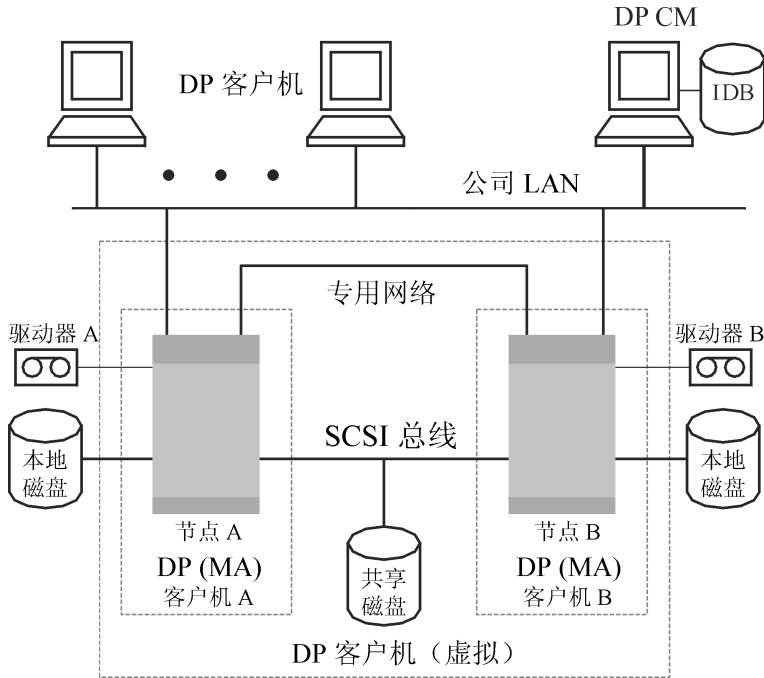 DP CM
DP 客户机
IDB
公司 LAN
专用网络
驱动器 A
驱动器 B
SCSI 总线
本地
磁盘
本地
磁盘
节点 A
DP (MA)
客户机 A
共享
磁盘
节点 B
DP (MA)
客户机 B
DP 客户机（虚拟）